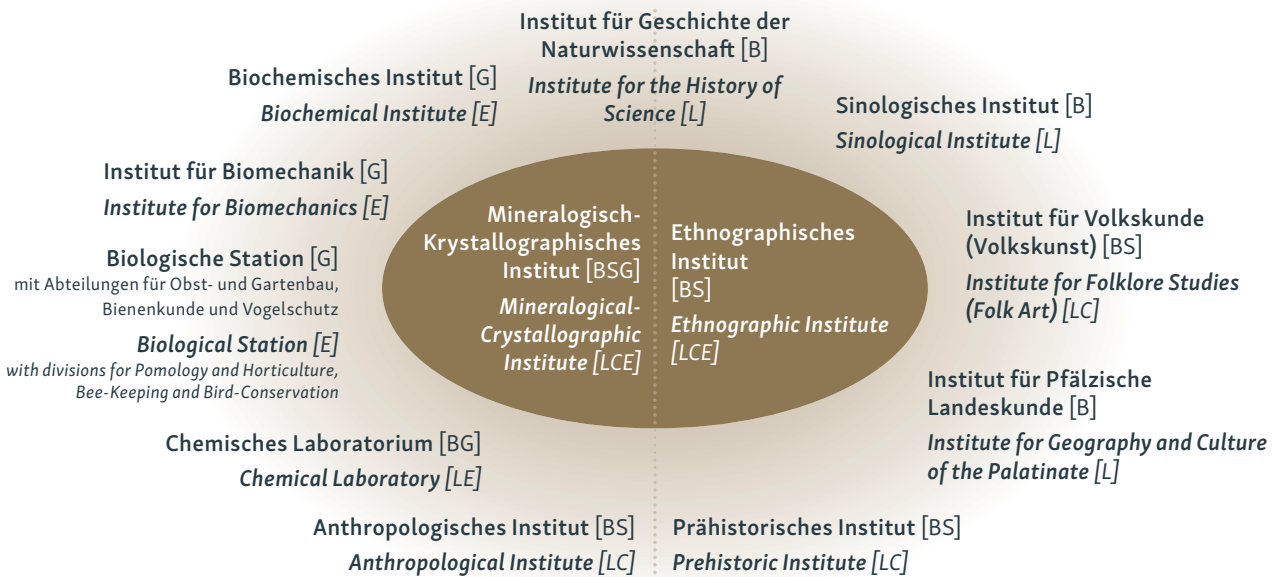 Institut für Geschichte der
Naturwissenschaft [B]
Institute for the History of
Science [L]
Biochemisches Institut [G]
Biochemical Institute [E]
Sinologisches Institut [B]
Sinological Institute [L]
Institut für Biomechanik [G]
Institute for Biomechanics [E]
Mineralogisch-
Krystallographisches
Institut [BSG]
Mineralogical-
Crystallographic
Institute [LCE]
Ethnographisches
Institut
[BS]
Ethnographic Institute
[LCE]
Institut für Volkskunde
(Volkskunst) [BS]
Institute for Folklore Studies
(Folk Art) [LC]
Biologische Station [G]
mit Abteilungen für Obst- und Gartenbau,
Bienenkunde und Vogelschutz
Biological Station [E]
with divisions for Pomology and Horticulture,
Bee-Keeping and Bird-Conservation
Institut für Pfälzische
Landeskunde [B]
Institute for Geography and Culture
of the Palatinate [L]
Chemisches Laboratorium [BG]
Chemical Laboratory [LE]
Anthropologisches Institut [BS]
Anthropological Institute [LC]
Prähistorisches Institut [BS]
Prehistoric Institute [LC]